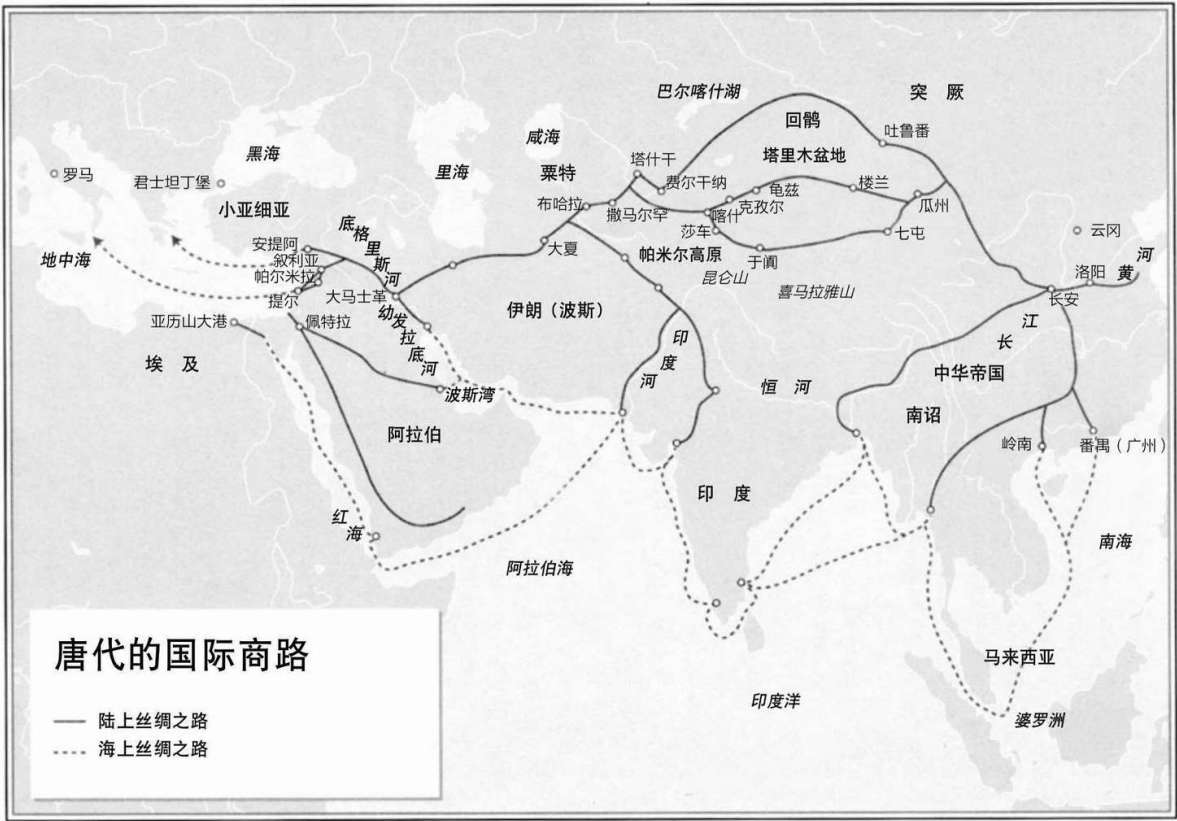 巴尔喀什湖
突厥
回鹘
吐鲁番
咸海
黑海
塔什干
塔里木盆地
罗马
君士坦丁堡
里海
粟特
费尔干纳
龟兹
楼兰
克孜尔
瓜州
小亚细亚
布哈拉
撒马尔罕
喀什
莎车
七屯
云冈
底格里斯河
安提阿
叙利亚
帕尔米拉
地中海
大夏
帕米尔高原
于阗
昆仑山
喜马拉雅山
黄河
洛阳
长安
提尔
大马士革
伊朗（波斯）
亚历山大港
佩特拉
幼发拉底河
印度河
长江
埃及
波斯湾
恒河
中华帝国
南诏
阿拉伯
岭南
番禺（广州）
印度
红海
阿拉伯海
南海
唐代的国际商路
陆上丝绸之路
海上丝绸之路
马来西亚
印度洋
婆罗洲